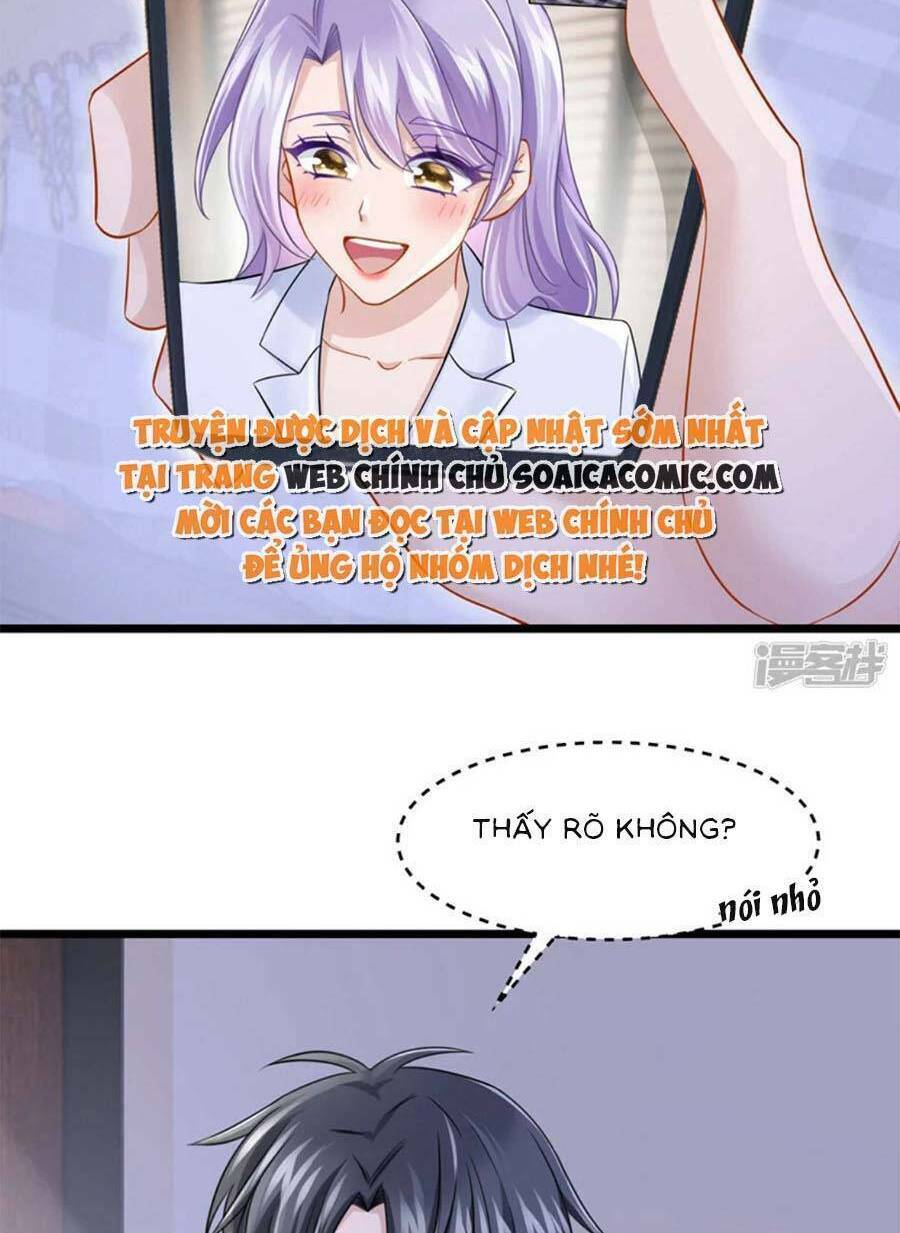 TRUYỆN ĐƯỢC DỊCH VÀ CẬP NHẬT SỚM NHẤT
TẠI TRANG WEB CHÍNH CHỦ SOAICACOMIC.COM
MỜI CÁC BẠN ĐỌC TẠI WEB CHÍNH CHỦ
ĐỂ ỦNG HỘ NHÓM DỊCH NHÉ!
漫客栈
THẤY RÕ KHÔNG?
nói nhỏ